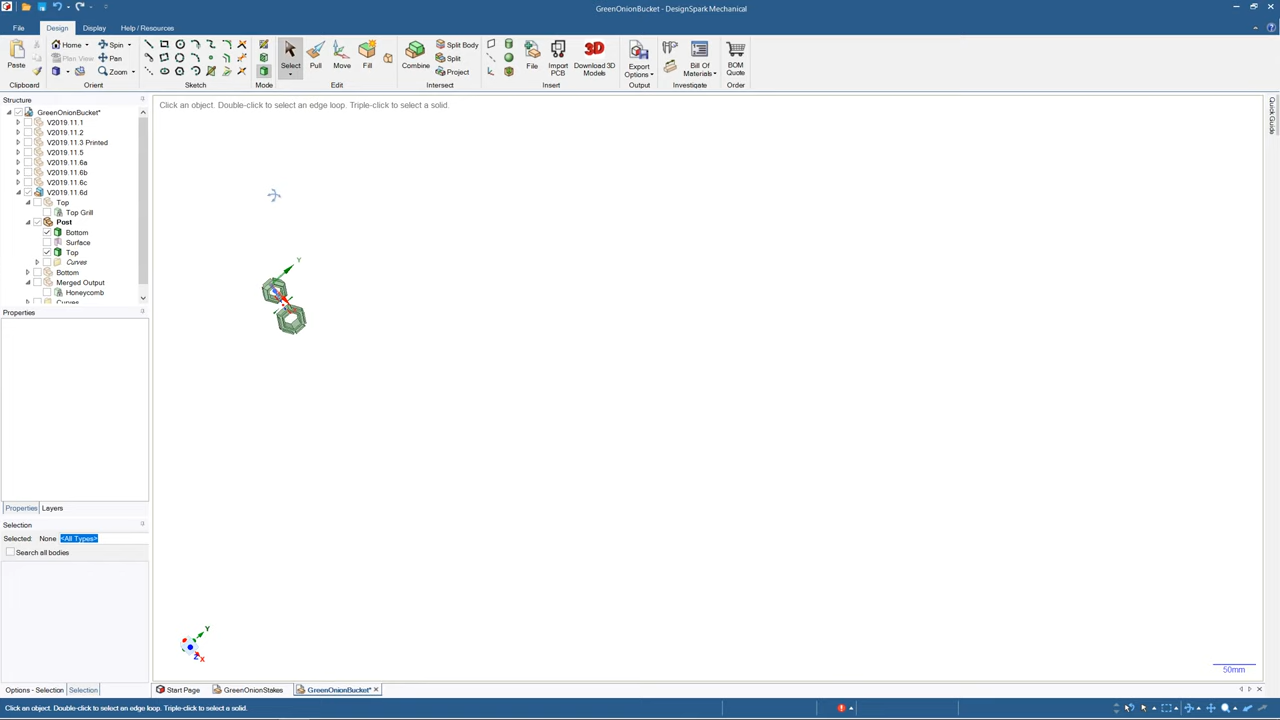 GreenOnionBucket - DesignSpark Mechanical
File Design Display Help / Resources
Paste Home Spin Plan View Pan Zoom Select Pull Move Fill Combine Split Body Split Project File Import PCB Download 3D Models Export Options Bill Of Materials BOM Quote
Clipboard Orient Sketch Mode Edit Intersect Insert Output Investigate Order
Structure
Click an object. Double-click to select an edge loop. Triple-click to select a solid.
Quick Guide
GreenOnionBucket*
V2019.11.1
V2019.11.2
V2019.11.3 Printed
V2019.11.5
V2019.11.6a
V2019.11.6b
V2019.11.6c
V2019.11.6d
Top
Top Grill
Post
Bottom
Surface
Top
Curves
Bottom
Merged Output
Honeycomb
Curves
Y
Properties
Properties Layers
Selection
Selected: None <All Types>
Search all bodies
Y
Z X
50mm
Options - Selection Selection
Start Page GreenOnionStakes GreenOnionBucket*
Click an object. Double-click to select an edge loop. Triple-click to select a solid.